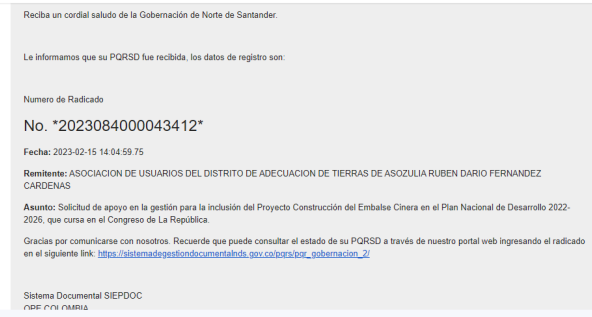 Reciba un cordial saludo de la Gobernación de Norte de Santander.
Le informamos que su PQRSD fue recibida, los datos de registro son:
Numero de Radicado
No. *2023084000043412*
Fecha: 2023-02-15 14:04:59.75
Remitente: ASOCIACION DE USUARIOS DEL DISTRITO DE ADECUACION DE TIERRAS DE ASOZULIA RUBEN DARIO FERNANDEZ
CARDENAS
Asunto: Solicitud de apoyo en la gestión para la inclusión del Proyecto Construcción del Embalse Cinera en el Plan Nacional de Desarrollo 2022-
2026, que cursa en el Congreso de La República.
Gracias por comunicarse con nosotros. Recuerde que puede consultar el estado de su PQRSD a través de nuestro portal web ingresando el radicado
en el siguiente link: https://sistemadegestiondocumentalnds.gov.co/pqrs/pqr_gobernacion_2/
Sistema Documental SIEPDOC
OPE COLOMBIA